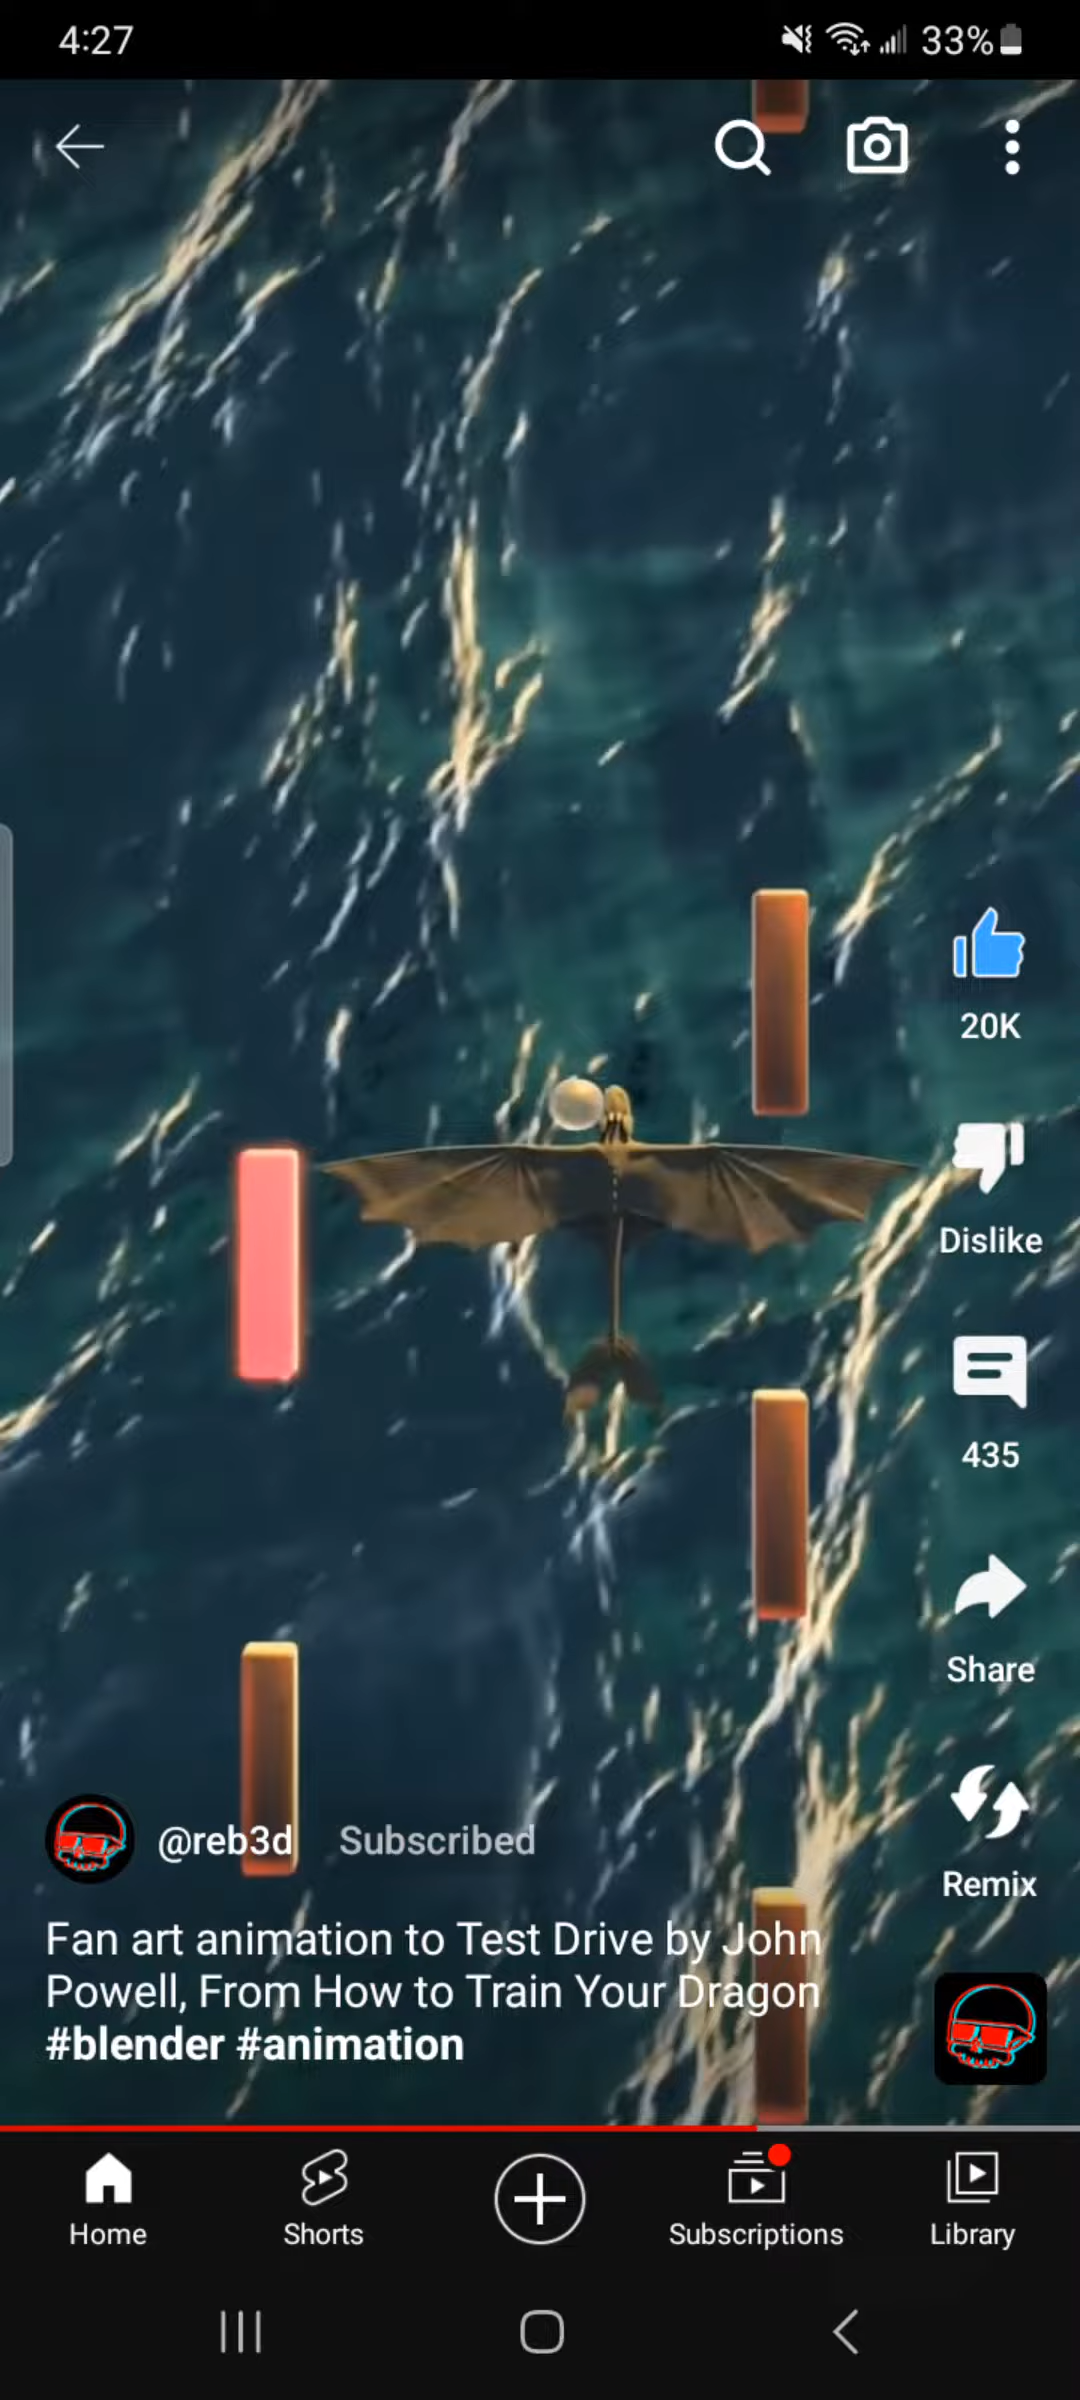 4:27
33%
20K
Dislike
435
Share
@reb3d
Subscribed
Remix
Fan art animation to Test Drive by John
Powell, From How to Train Your Dragon
#blender #animation
Home
Shorts
Subscriptions
Library